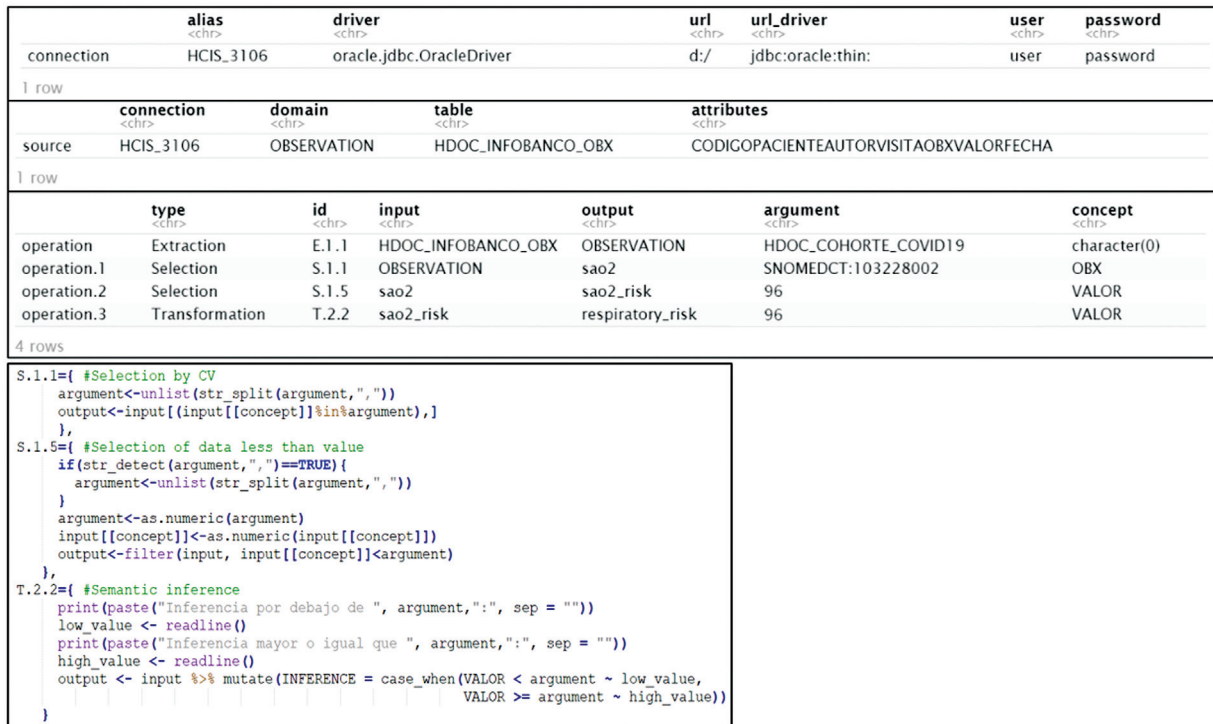 alias driver url url_driver user password
<chr> <chr> <chr> <chr> <chr> <chr>
connection HCIS_3106 oracle.jdbc.OracleDriver d:/ jdbc:oracle:thin: user password
1 row
connection domain table attributes
<chr> <chr> <chr> <chr>
source HCIS_3106 OBSERVATION HDOC_INFOBANCO_OBX CODIGOPACIENTEAUTORVISITAOBXVALORFECHA
1 row
type id input output argument concept
<chr> <chr> <chr> <chr> <chr> <chr>
operation Extraction E.1.1 HDOC_INFOBANCO_OBX OBSERVATION HDOC_COHORTE_COVID19 character(0)
operation.1 Selection S.1.1 OBSERVATION sao2 SNOMEDCT:103228002 OBX
operation.2 Selection S.1.5 sao2 sao2_risk 96 VALOR
operation.3 Transformation T.2.2 sao2_risk respiratory_risk 96 VALOR
4 rows
S.1.1={ #Selection by CV
argument<-unlist(str_split(argument,","))
output<-input[(input[[concept]]%in%argument),]
},
S.1.5={ #Selection of data less than value
if(str_detect(argument,",")==TRUE){
argument<-unlist(str_split(argument,","))
}
argument<-as.numeric(argument)
input[[concept]]<-as.numeric(input[[concept]])
output<-filter(input, input[[concept]]<argument)
},
T.2.2={ #Semantic inference
print(paste("Inferencia por debajo de ", argument,":", sep = ""))
low_value <- readline()
print(paste("Inferencia mayor o igual que ", argument,":", sep = ""))
high_value <- readline()
output <- input %>% mutate(INFERENCE = case_when(VALOR < argument ~ low_value,
VALOR >= argument ~ high_value))
}